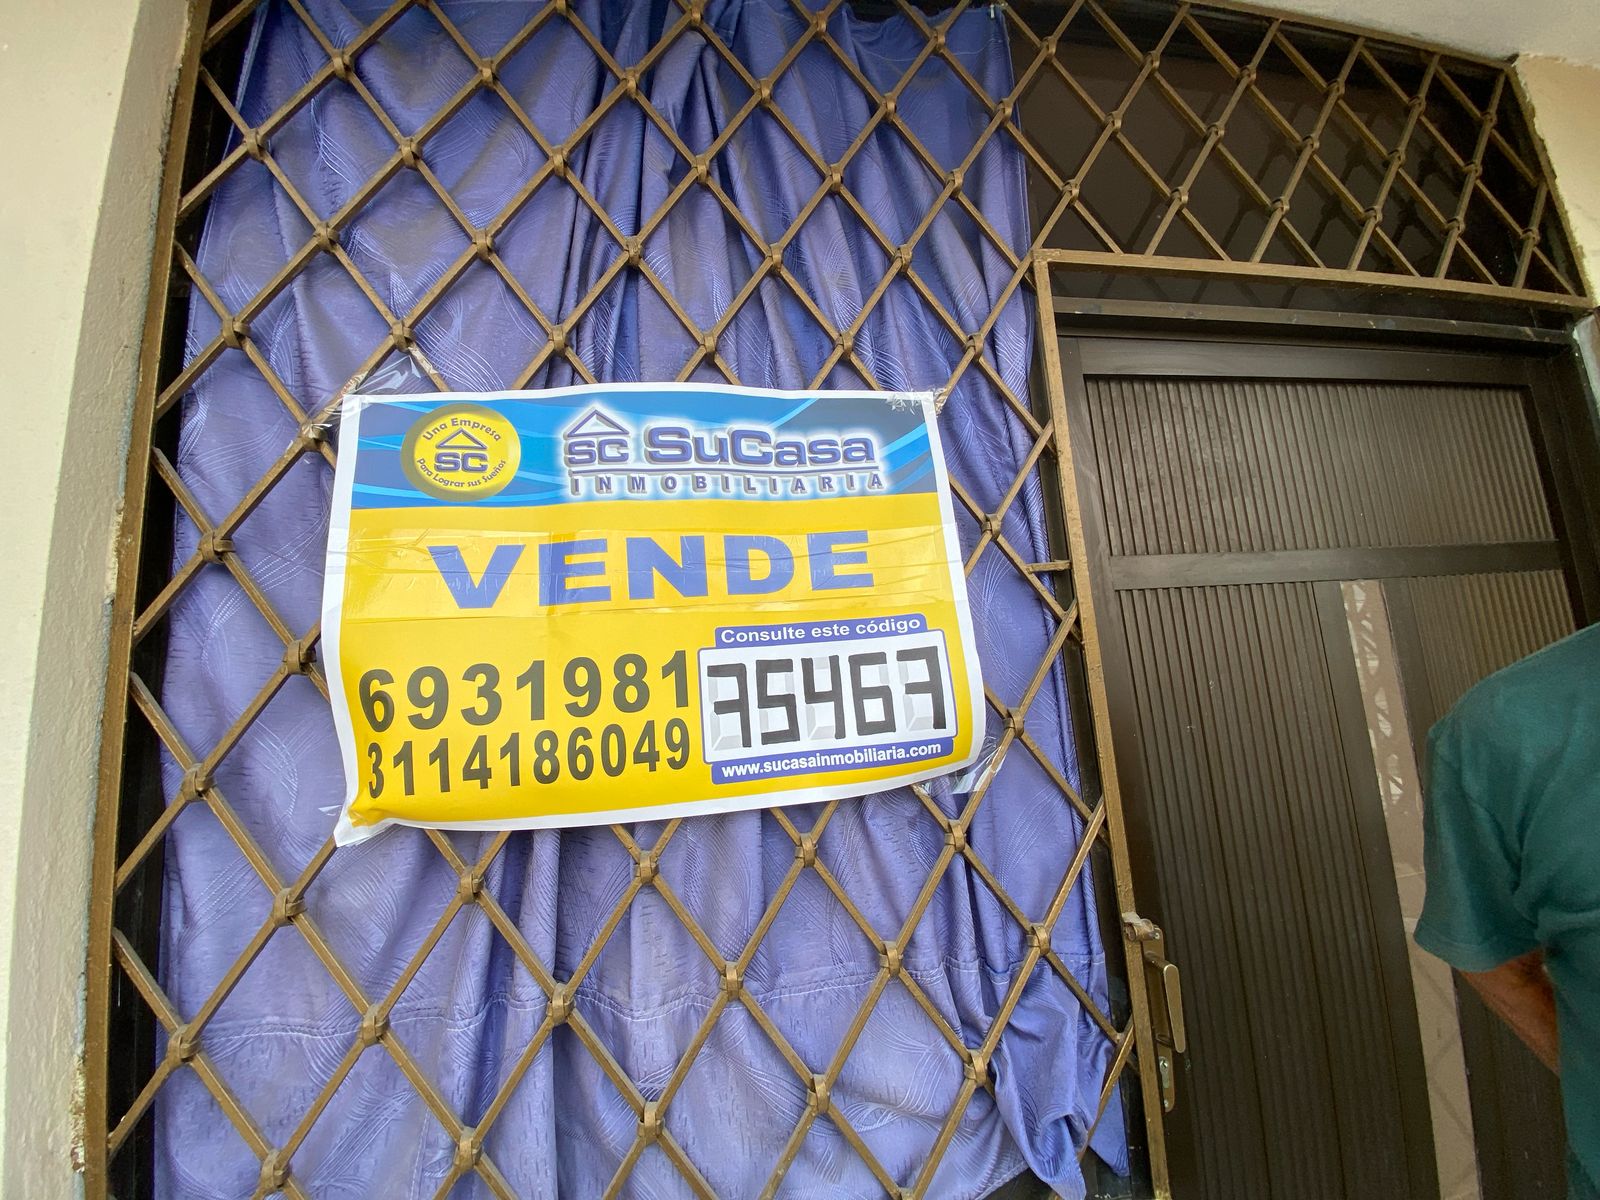 Una Empresa
SC
Para Lograr sus Sueños
SC SuCasa
INMOBILIARIA
VENDE
Consulte este código
6931981
75467
3114186049
www.sucasainmobiliaria.com